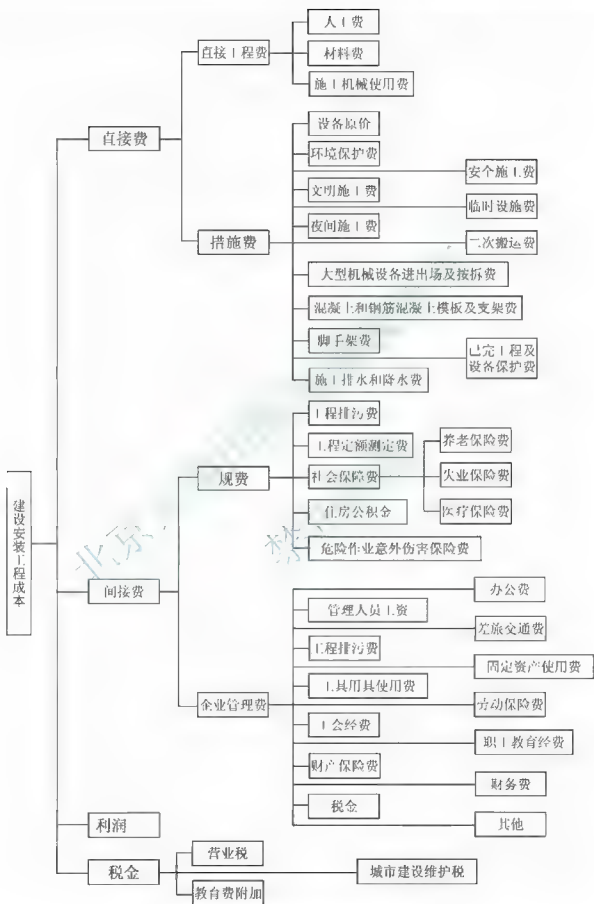 建设安装工程成本
直接费
直接工程费
人工费
材料费
施工机械使用费
措施费
设备原价
环境保护费
安全施工费
文明施工费
临时设施费
夜间施工费
二次搬运费
大型机械设备进出场及按拆费
混凝土和钢筋混凝土模板及支架费
脚手架费
已完工程及
设备保护费
施工排水和降水费
间接费
规费
工程排污费
工程定额测定费
社会保障费
养老保险费
失业保险费
医疗保险费
住房公积金
危险作业意外伤害保险费
企业管理费
办公费
管理人员工资
差旅交通费
工程排污费
固定资产使用费
工具用具使用费
劳动保险费
工会经费
职工教育经费
财产保险费
财务费
税金
其他
利润
税金
营业税
城市建设维护税
教育费附加
北京
禁